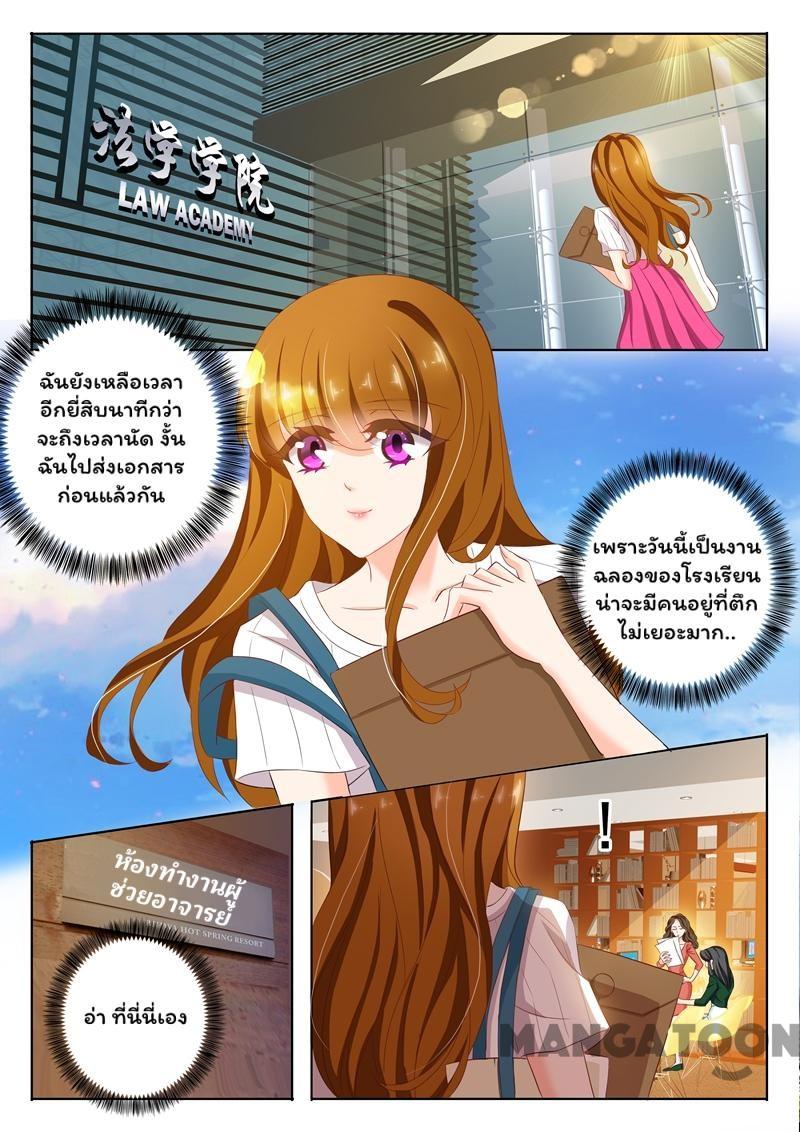 法学学院
LAW ACADEMY
ฉันยังเหลือเวลา
อีกยี่สิบนาทีกว่า
จะถึงเวลานัด งั้น
ฉันไปส่งเอกสาร
ก่อนแล้วกัน
เพราะวันนี้เป็นงาน
ฉลองของโรงเรียน
น่าจะมีคนอยู่ที่ตึก
ไม่เยอะมาก..
ห้องทำงานผู้
ช่วยอาจารย์
HOT SPRING RESORT
อ่า ที่นี่นี่เอง
!
MANGATOON